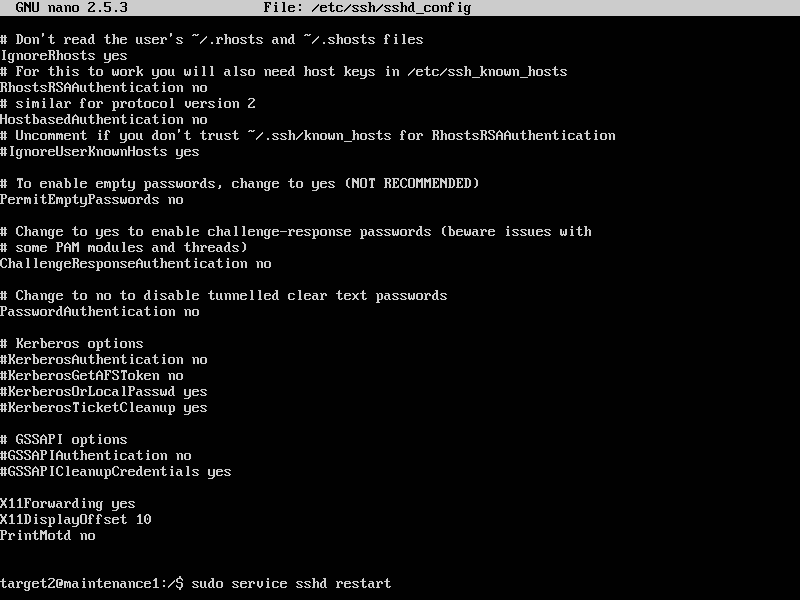 GNU nano 2.5.3 File: /etc/ssh/sshd_config
# Don't read the user's ~/.rhosts and ~/.shosts files
IgnoreRhosts yes
# For this to work you will also need host keys in /etc/ssh_known_hosts
RhostsRSAAuthentication no
# similar for protocol version 2
HostbasedAuthentication no
# Uncomment if you don't trust ~/.ssh/known_hosts for RhostsRSAAuthentication
#IgnoreUserKnownHosts yes
# To enable empty passwords, change to yes (NOT RECOMMENDED)
PermitEmptyPasswords no
# Change to yes to enable challenge-response passwords (beware issues with
# some PAM modules and threads)
ChallengeResponseAuthentication no
# Change to no to disable tunnelled clear text passwords
PasswordAuthentication no
# Kerberos options
#KerberosAuthentication no
#KerberosGetAFSToken no
#KerberosOrLocalPasswd yes
#KerberosTicketCleanup yes
# GSSAPI options
#GSSAPIAuthentication no
#GSSAPICleanupCredentials yes
X11Forwarding yes
X11DisplayOffset 10
PrintMotd no
target2@maintenance1:/$ sudo service sshd restart